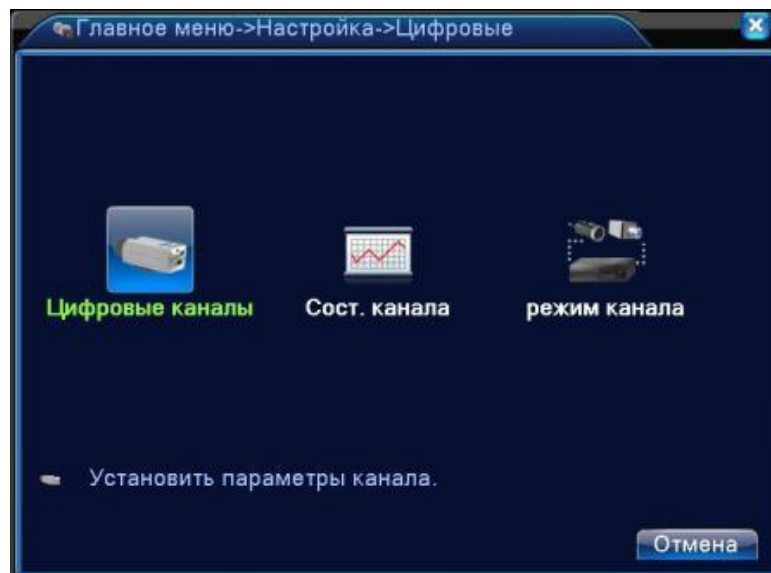 Главное меню->Настройка->Цифровые
Цифровые каналы Сост. канала режим канала
Установить параметры канала.
Отмена